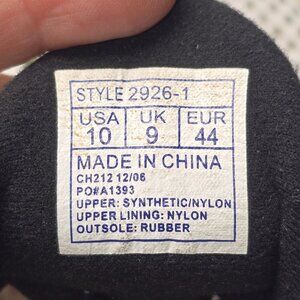 STYLE 2926-1
USA UK EUR
10 9 44
MADE IN CHINA
CH212 12/06
PO#A1393
UPPER: SYNTHETIC/NYLON
UPPER LINING: NYLON
OUTSOLE: RUBBER